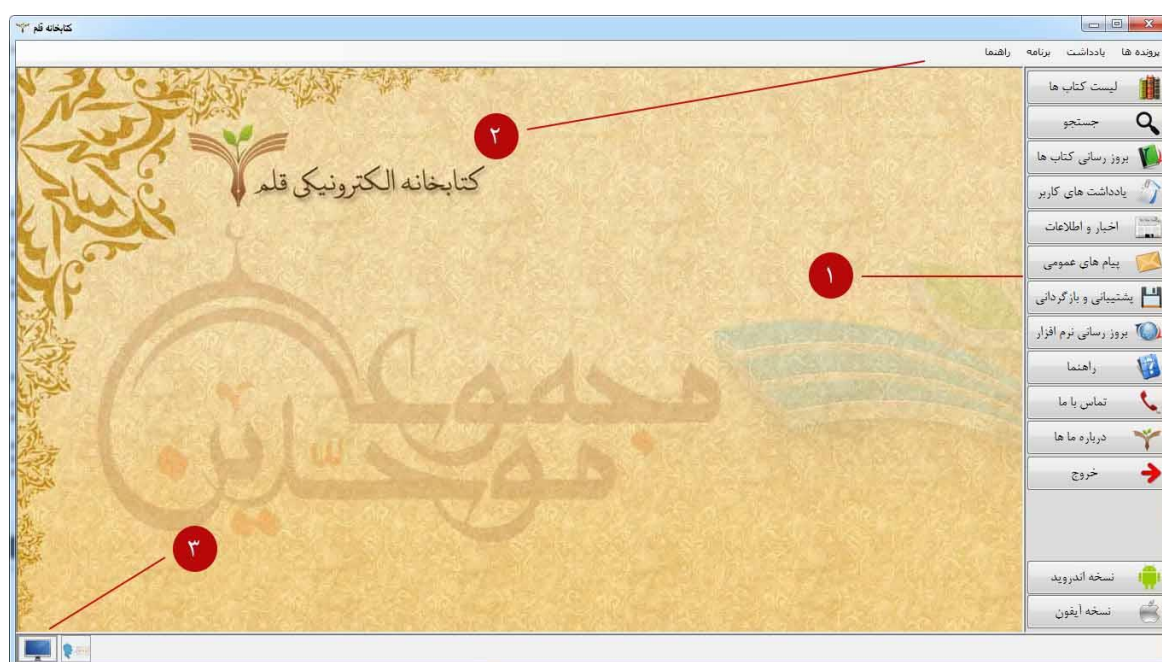 کتابخانه قلم
پرونده ها یادداشت برنامه راهنما
لیست کتاب ها
جستجو
بروز رسانی کتاب ها
یادداشت های کاربر
اخبار و اطلاعات
پیام های عمومی
پشتیبانی و بازگردانی
بروز رسانی نرم افزار
راهنما
تماس با ما
درباره ما ها
خروج
نسخه اندروید
نسخه آیفون
۲
کتابخانه الکترونیکی قلم
۱
مجموعه
موحدین
۳